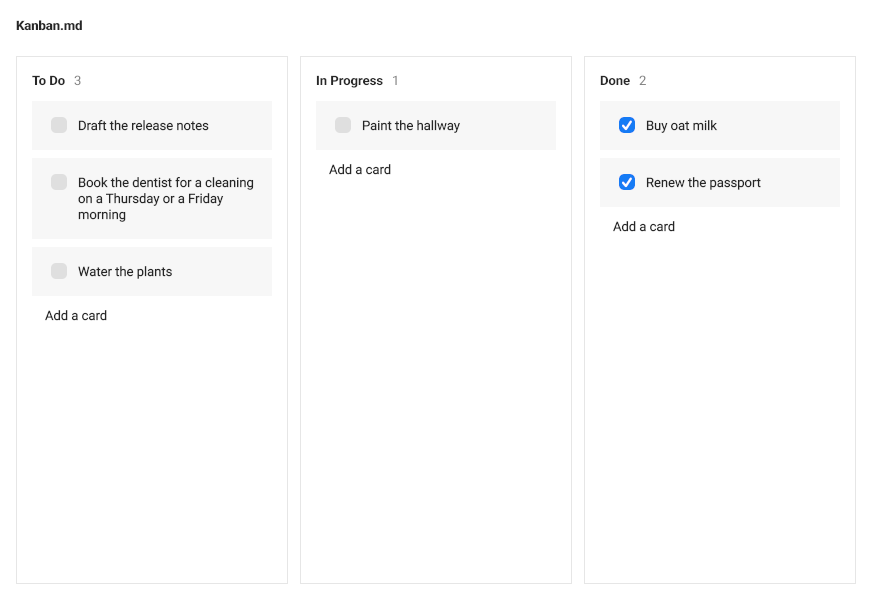 Kanban.md
To Do 3
Draft the release notes
Book the dentist for a cleaning
on a Thursday or a Friday
morning
Water the plants
Add a card
In Progress 1
Paint the hallway
Add a card
Done 2
Buy oat milk
Renew the passport
Add a card